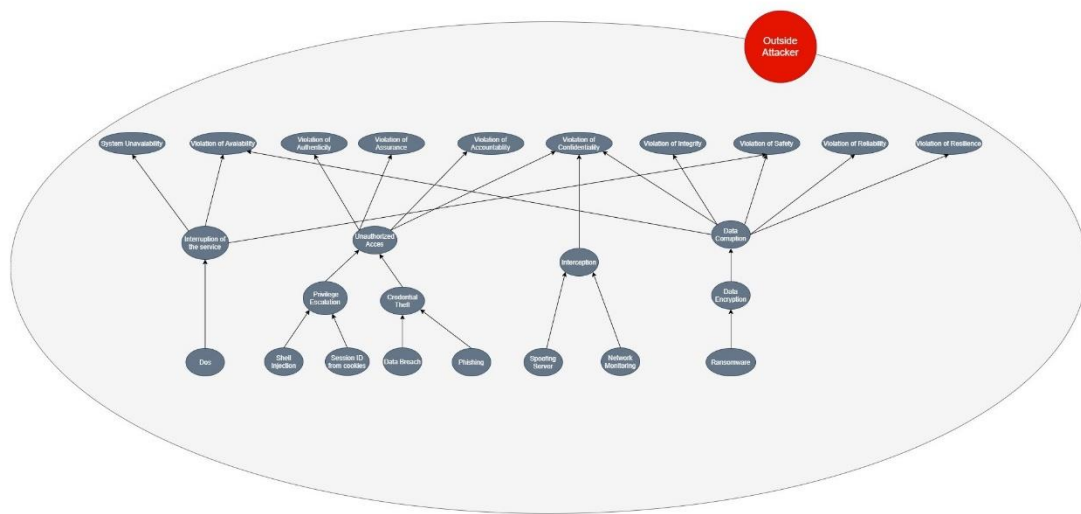 Outside
Attacker
System Unavalability
Violation of Avalability
Violation of
Authenticity
Violation of
Assurance
Violation of
Accountability
Violation of
Confidentiality
Violation of Integrity
Violation of Safety
Violation of Reliability
Violation of Resilience
Interruption of
the service
Unauthorized
Acces
Data
Corruption
Interception
Privilege
Escalation
Credential
Theft
Data
Encryption
Dos
Shell
Injection
Session ID
from cookies
Data Breach
Phishing
Spoofing
Server
Network
Monitoring
Ransomware